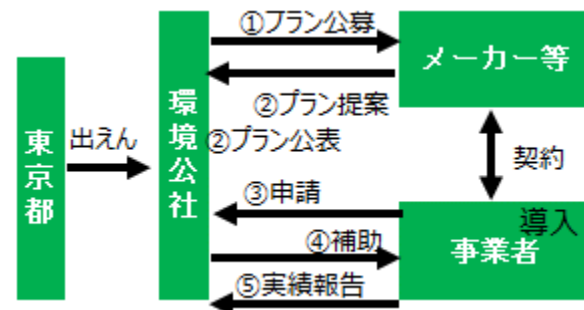 ①プラン公募
メーカー等
②プラン提案
②プラン公表
東京都
出えん
環境公社
契約
③申請
導入
④補助
事業者
⑤実績報告